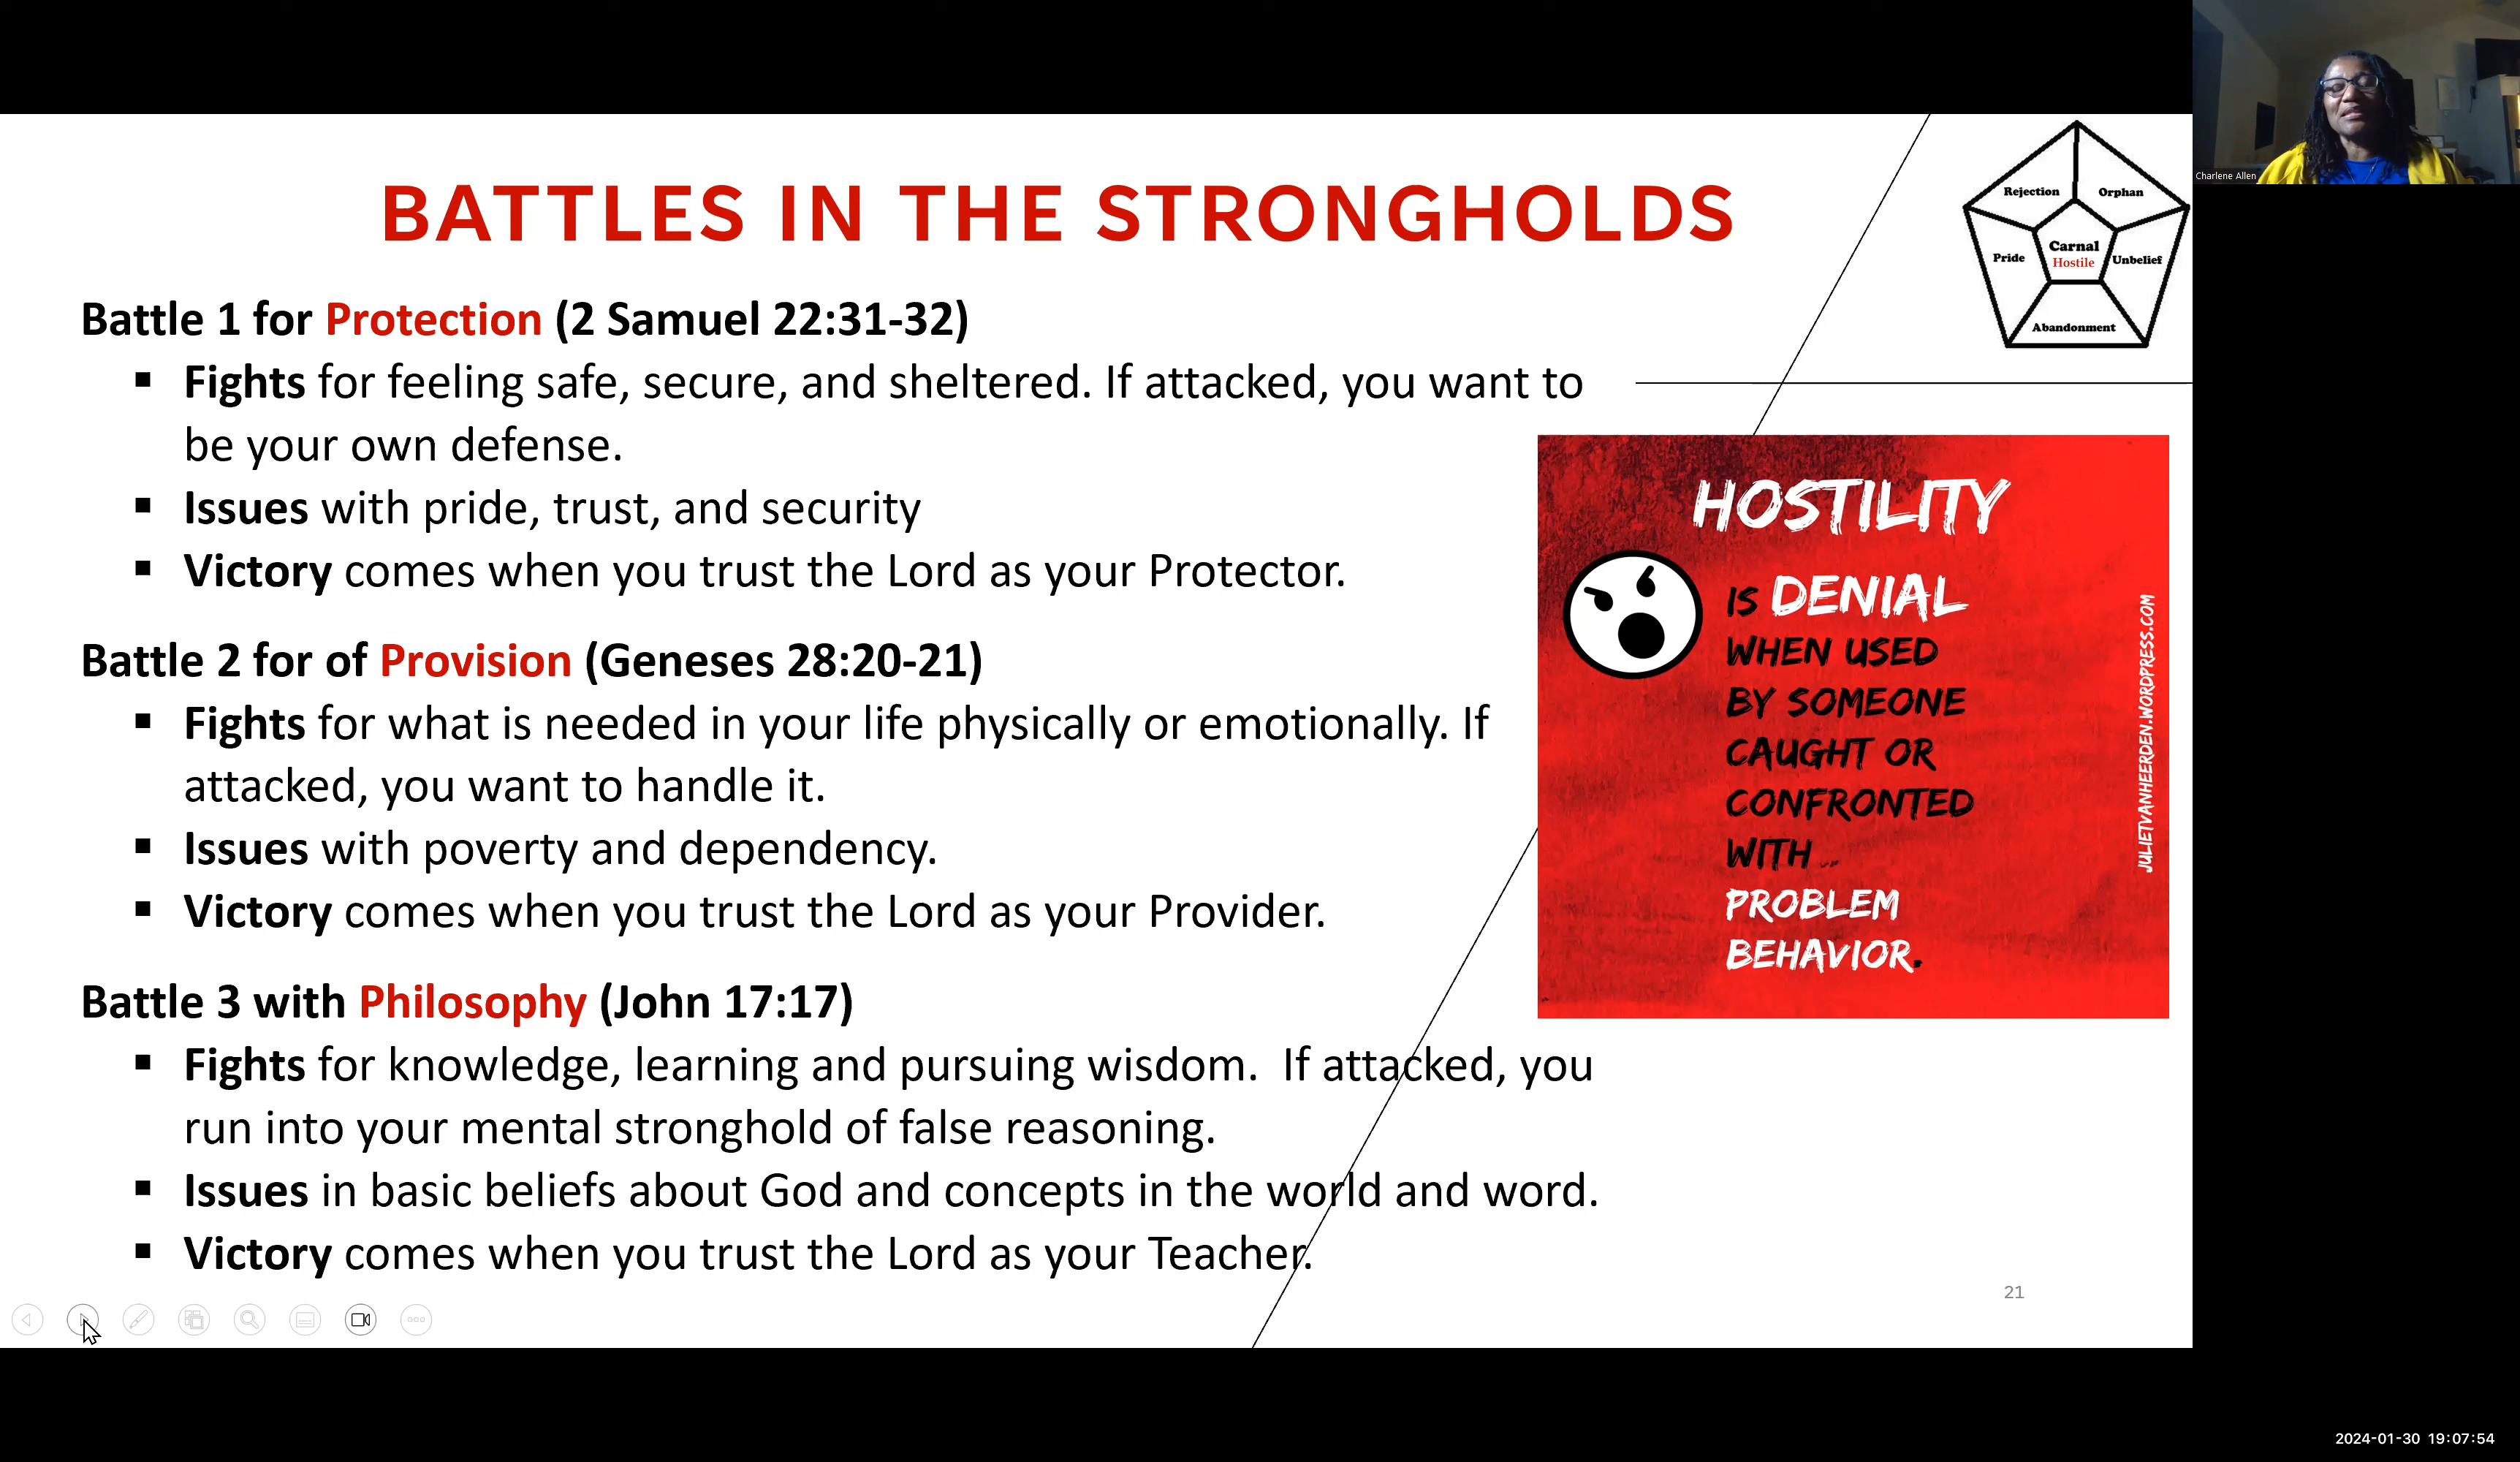 BATTLES IN THE STRONGHOLDS
Battle 1 for Protection (2 Samuel 22:31-32)
▪ Fights for feeling safe, secure, and sheltered. If attacked, you want to
be your own defense.
▪ Issues with pride, trust, and security
▪ Victory comes when you trust the Lord as your Protector.
Battle 2 for of Provision (Geneses 28:20-21)
▪ Fights for what is needed in your life physically or emotionally. If
attacked, you want to handle it.
▪ Issues with poverty and dependency.
▪ Victory comes when you trust the Lord as your Provider.
Battle 3 with Philosophy (John 17:17)
▪ Fights for knowledge, learning and pursuing wisdom.  If attacked, you
run into your mental stronghold of false reasoning.
▪ Issues in basic beliefs about God and concepts in the world and word.
▪ Victory comes when you trust the Lord as your Teacher.
Rejection
Orphan
Pride
Carnal
Hostile
Unbelief
Abandonment
HOSTILITY
IS DENIAL
WHEN USED
BY SOMEONE
CAUGHT OR
CONFRONTED
WITH ...
PROBLEM
BEHAVIOR.
JULIETVANHEERDEN.WORDPRESS.COM
21
Charlene Allen
2024-01-30 19:07:54